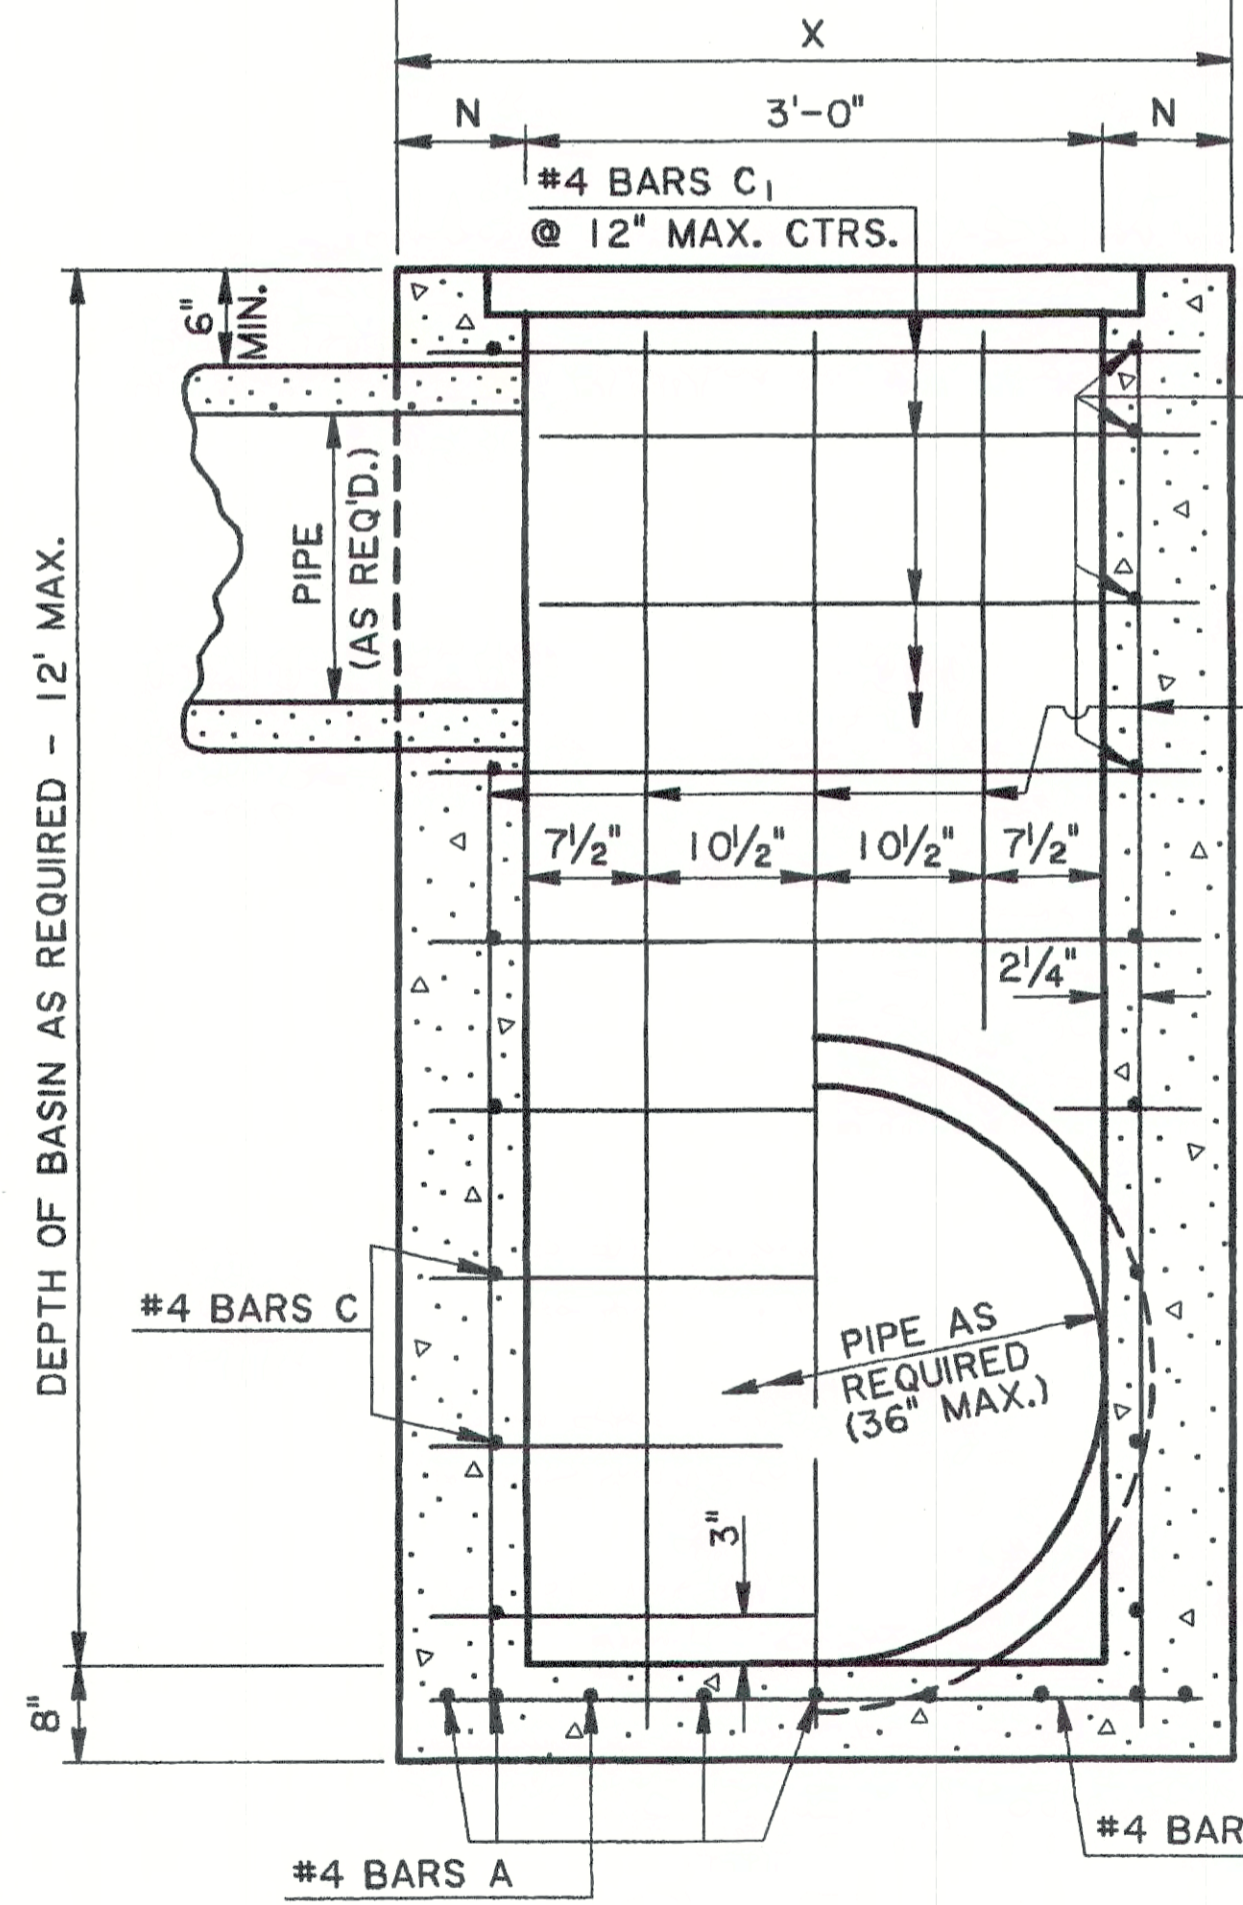 X
N
3'-0"
N
#4 BARS C1
@ 12" MAX. CTRS.
6"
MIN.
PIPE
(AS REQ'D.)
DEPTH OF BASIN AS REQUIRED - 12' MAX.
7 1/2"
10 1/2"
10 1/2"
7 1/2"
2 1/4"
#4 BARS C
PIPE AS
REQUIRED
(36" MAX.)
3"
8"
#4 BAR
#4 BARS A